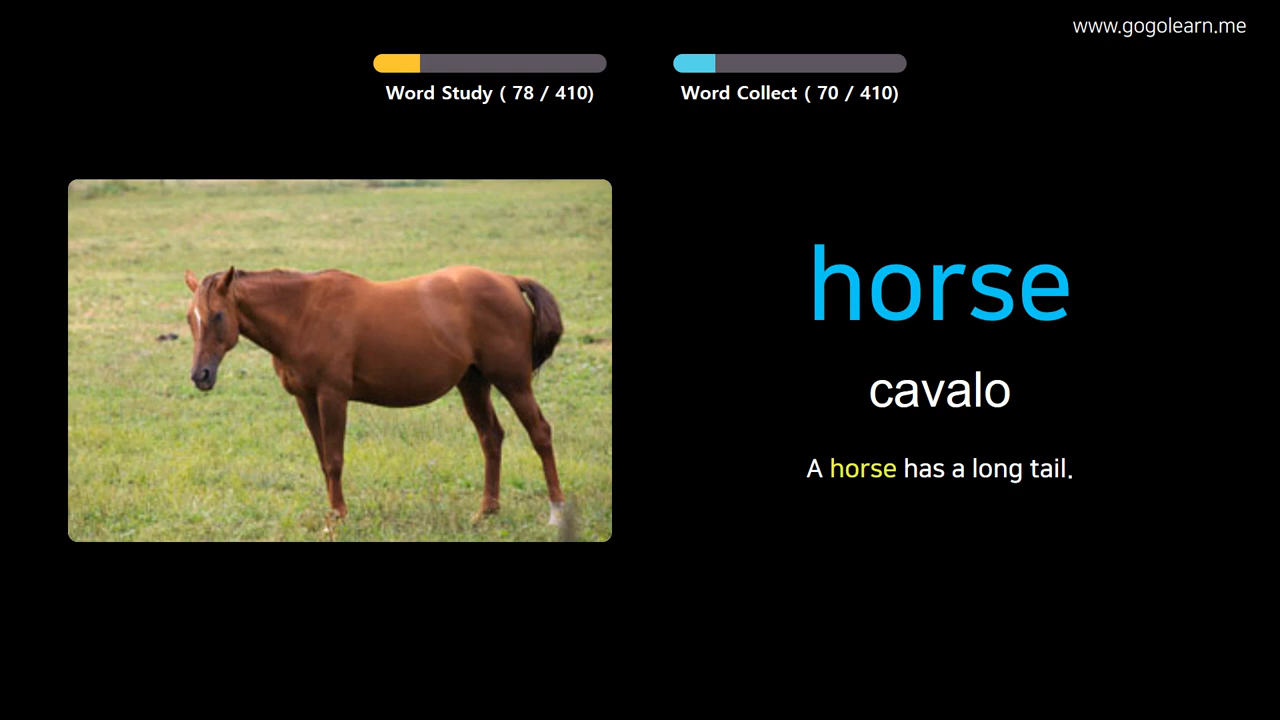 www.gogolearn.me
Word Study ( 78 / 410)
Word Collect ( 70 / 410)
horse
cavalo
A horse has a long tail.